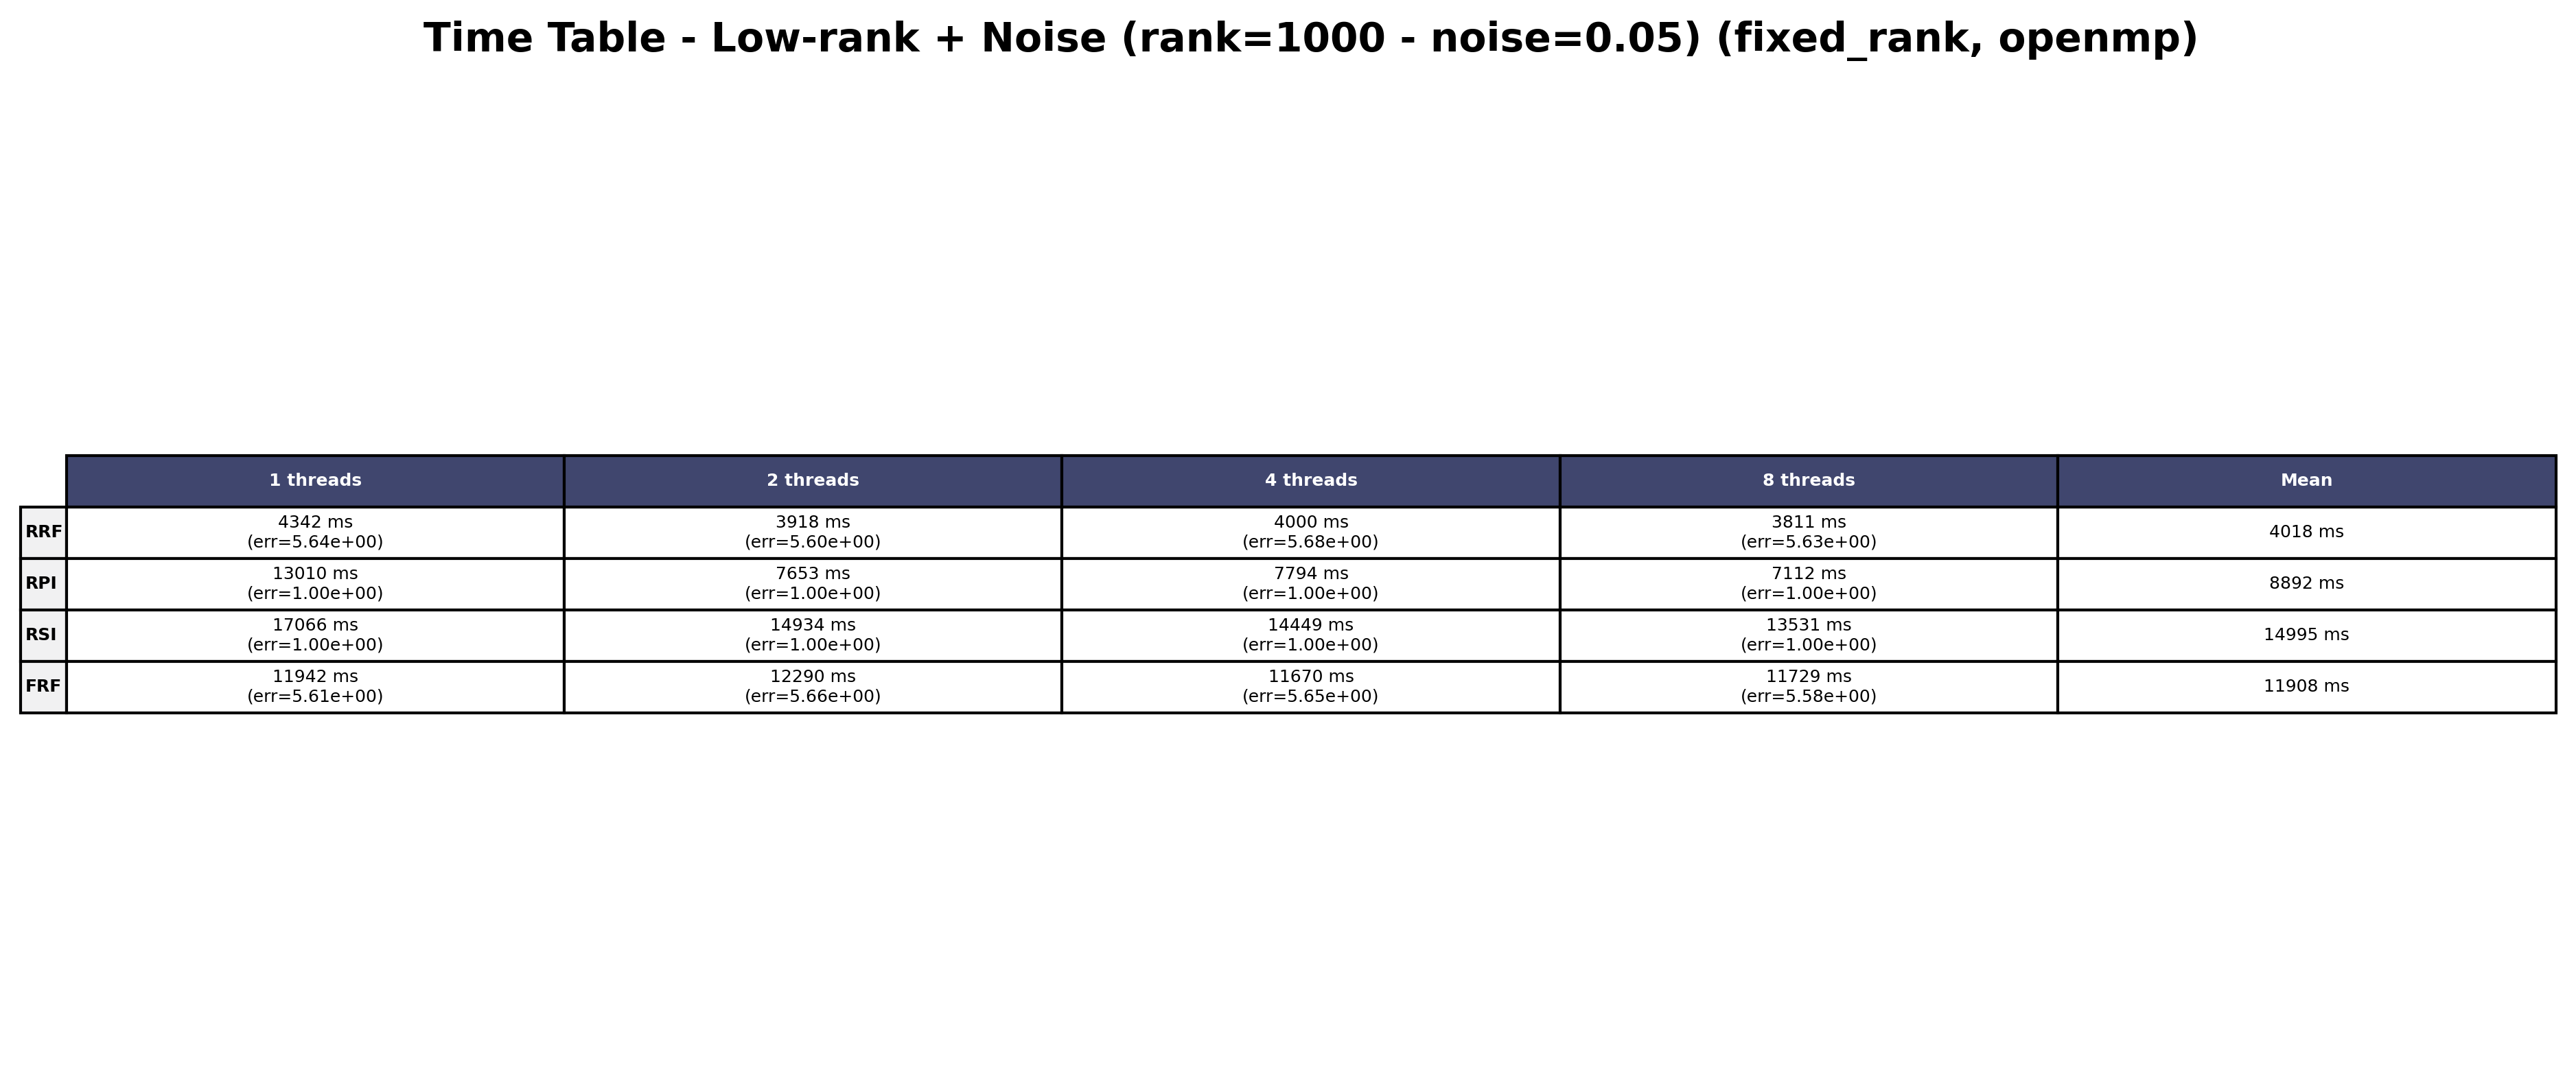 Time Table - Low-rank + Noise (rank=1000 - noise=0.05) (fixed_rank, openmp)
1 threads 2 threads 4 threads 8 threads Mean
RRF 4342 ms (err=5.64e+00) 3918 ms (err=5.60e+00) 4000 ms (err=5.68e+00) 3811 ms (err=5.63e+00) 4018 ms
RPI 13010 ms (err=1.00e+00) 7653 ms (err=1.00e+00) 7794 ms (err=1.00e+00) 7112 ms (err=1.00e+00) 8892 ms
RSI 17066 ms (err=1.00e+00) 14934 ms (err=1.00e+00) 14449 ms (err=1.00e+00) 13531 ms (err=1.00e+00) 14995 ms
FRF 11942 ms (err=5.61e+00) 12290 ms (err=5.66e+00) 11670 ms (err=5.65e+00) 11729 ms (err=5.58e+00) 11908 ms